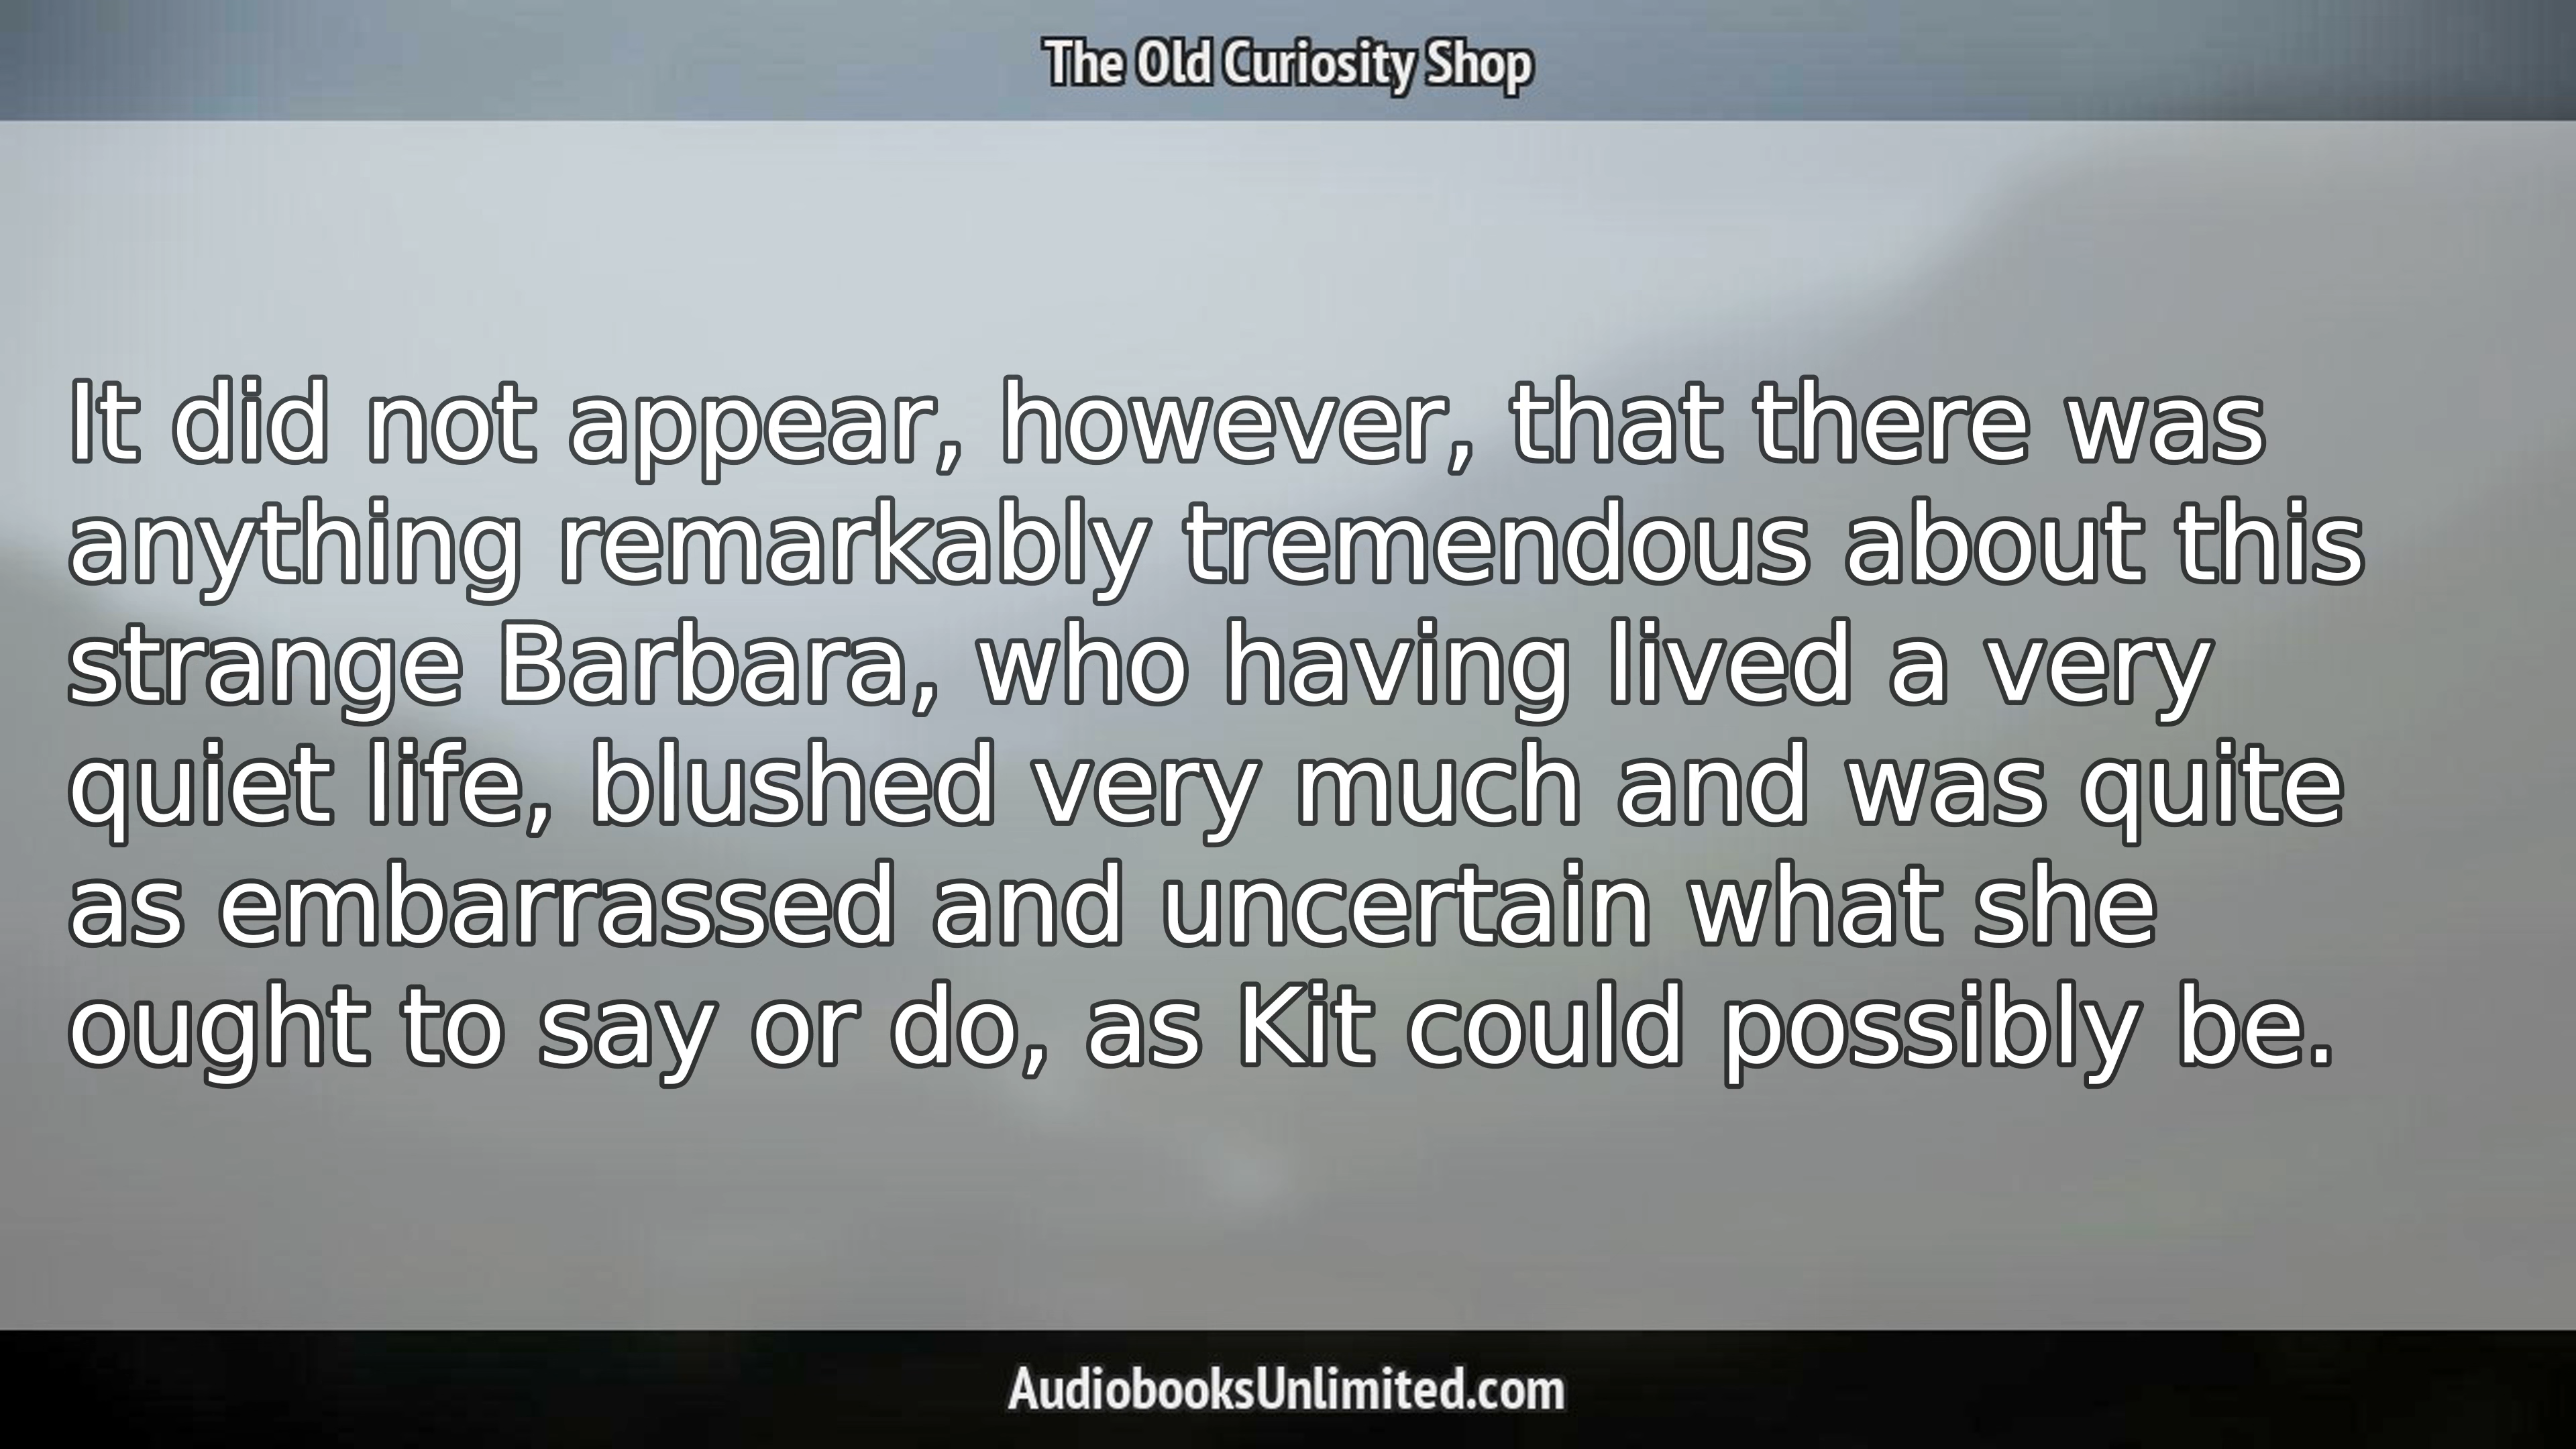 The Old Curiosity Shop
It did not appear, however, that there was
anything remarkably tremendous about this
strange Barbara, who having lived a very
quiet life, blushed very much and was quite
as embarrassed and uncertain what she
ought to say or do, as Kit could possibly be.
AudiobooksUnlimited.com